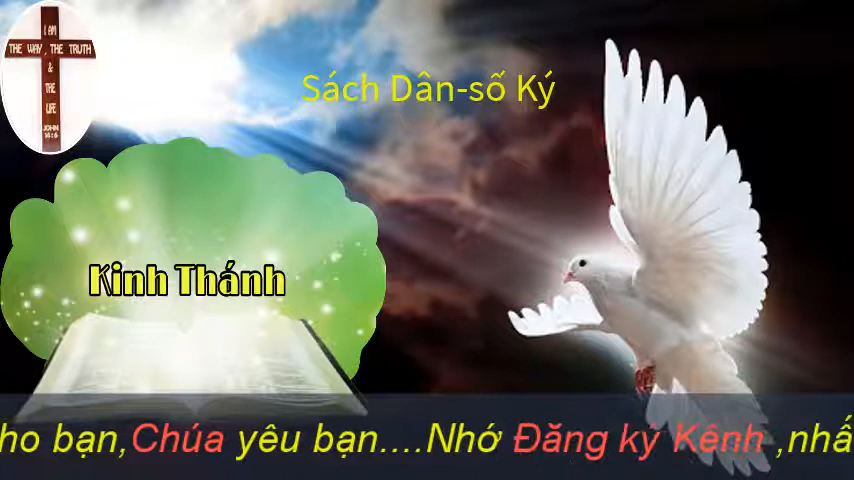 I AM
THE WAY, THE TRUTH
&
THE
LIFE
JOHN
14:6
Sách Dân-số Ký
Kinh Thánh
ho bạn,Chúa yêu bạn....Nhớ Đăng ký Kênh ,nhấ